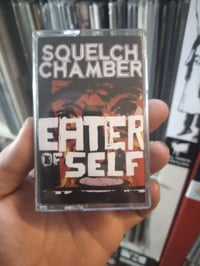 SQUELCH
CHAMBER
EATER
OF SELF